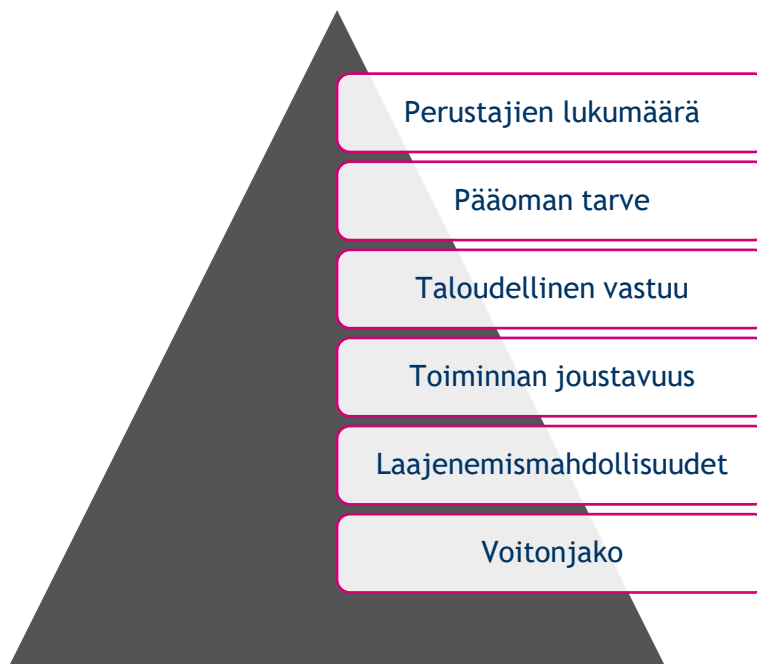 Perustajien lukumäärä
Pääoman tarve
Taloudellinen vastuu
Toiminnan joustavuus
Laajenemismahdollisuudet
Voitonjako